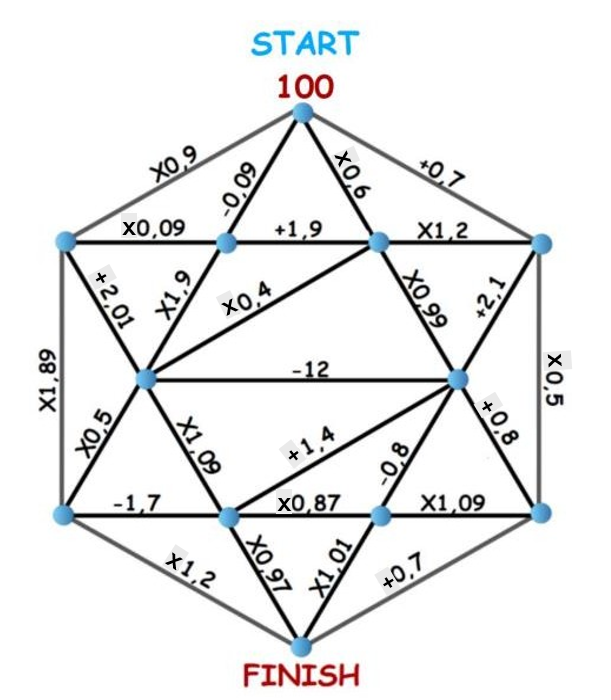 START
100
X0,9
-0,09
x0,6
+0,7
x0,09
+1,9
X1,2
+2,01
X1,9
x0,4
X0,99
+2,1
X1,89
-12
x0,5
X0,5
X1,09
+1,4
-0,8
+0,8
-1,7
x0,87
X1,09
x1,2
X0,97
X1,01
+0,7
FINISH